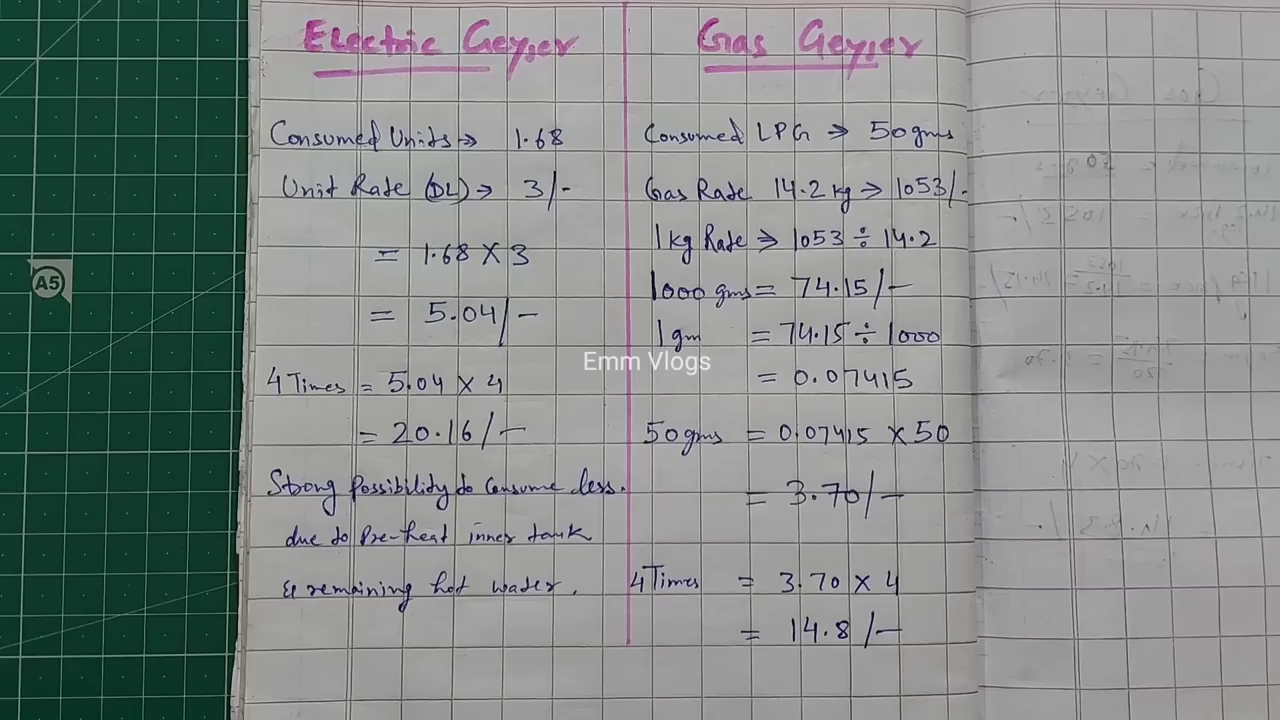 Electric Geyser
Consumed Units → 1.68
Unit Rate (DL) → 3/-
= 1.68 × 3
= 5.04/-
4 Times = 5.04 × 4
= 20.16/-
Strong Possibility to Consume less.
due to Pre-heat inner tank
& remaining hot water.
Gas Geyser
Consumed LPG ⇒ 50gms
Gas Rate 14.2 kg ⇒ 1053/-
1 kg Rate ⇒ 1053 ÷ 14.2
1000 gms = 74.15/-
1 gm = 74.15 ÷ 1000
= 0.07415
50gms = 0.07415 × 50
= 3.70/-
4 Times = 3.70 × 4
= 14.8/-
Emm Vlogs
A5